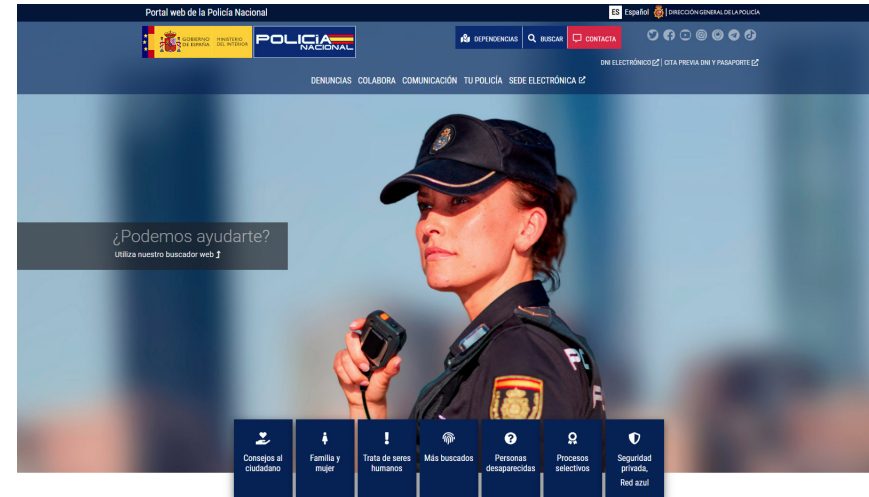 Portal web de la Policía Nacional
ES Español
DIRECCIÓN GENERAL DE LA POLICÍA
GOBIERNO DE ESPAÑA
MINISTERIO DEL INTERIOR
POLICÍA NACIONAL
DEPENDENCIAS
BUSCAR
CONTACTA
DNI ELECTRÓNICO | CITA PREVIA DNI Y PASAPORTE
DENUNCIAS COLABORA COMUNICACIÓN TU POLICÍA SEDE ELECTRÓNICA
¿Podemos ayudarte?
Utiliza nuestro buscador web
Consejos al
ciudadano
Familia y
mujer
Trata de seres
humanos
Más buscados
Personas
desaparecidas
Procesos
selectivos
Seguridad
privada,
Red azul